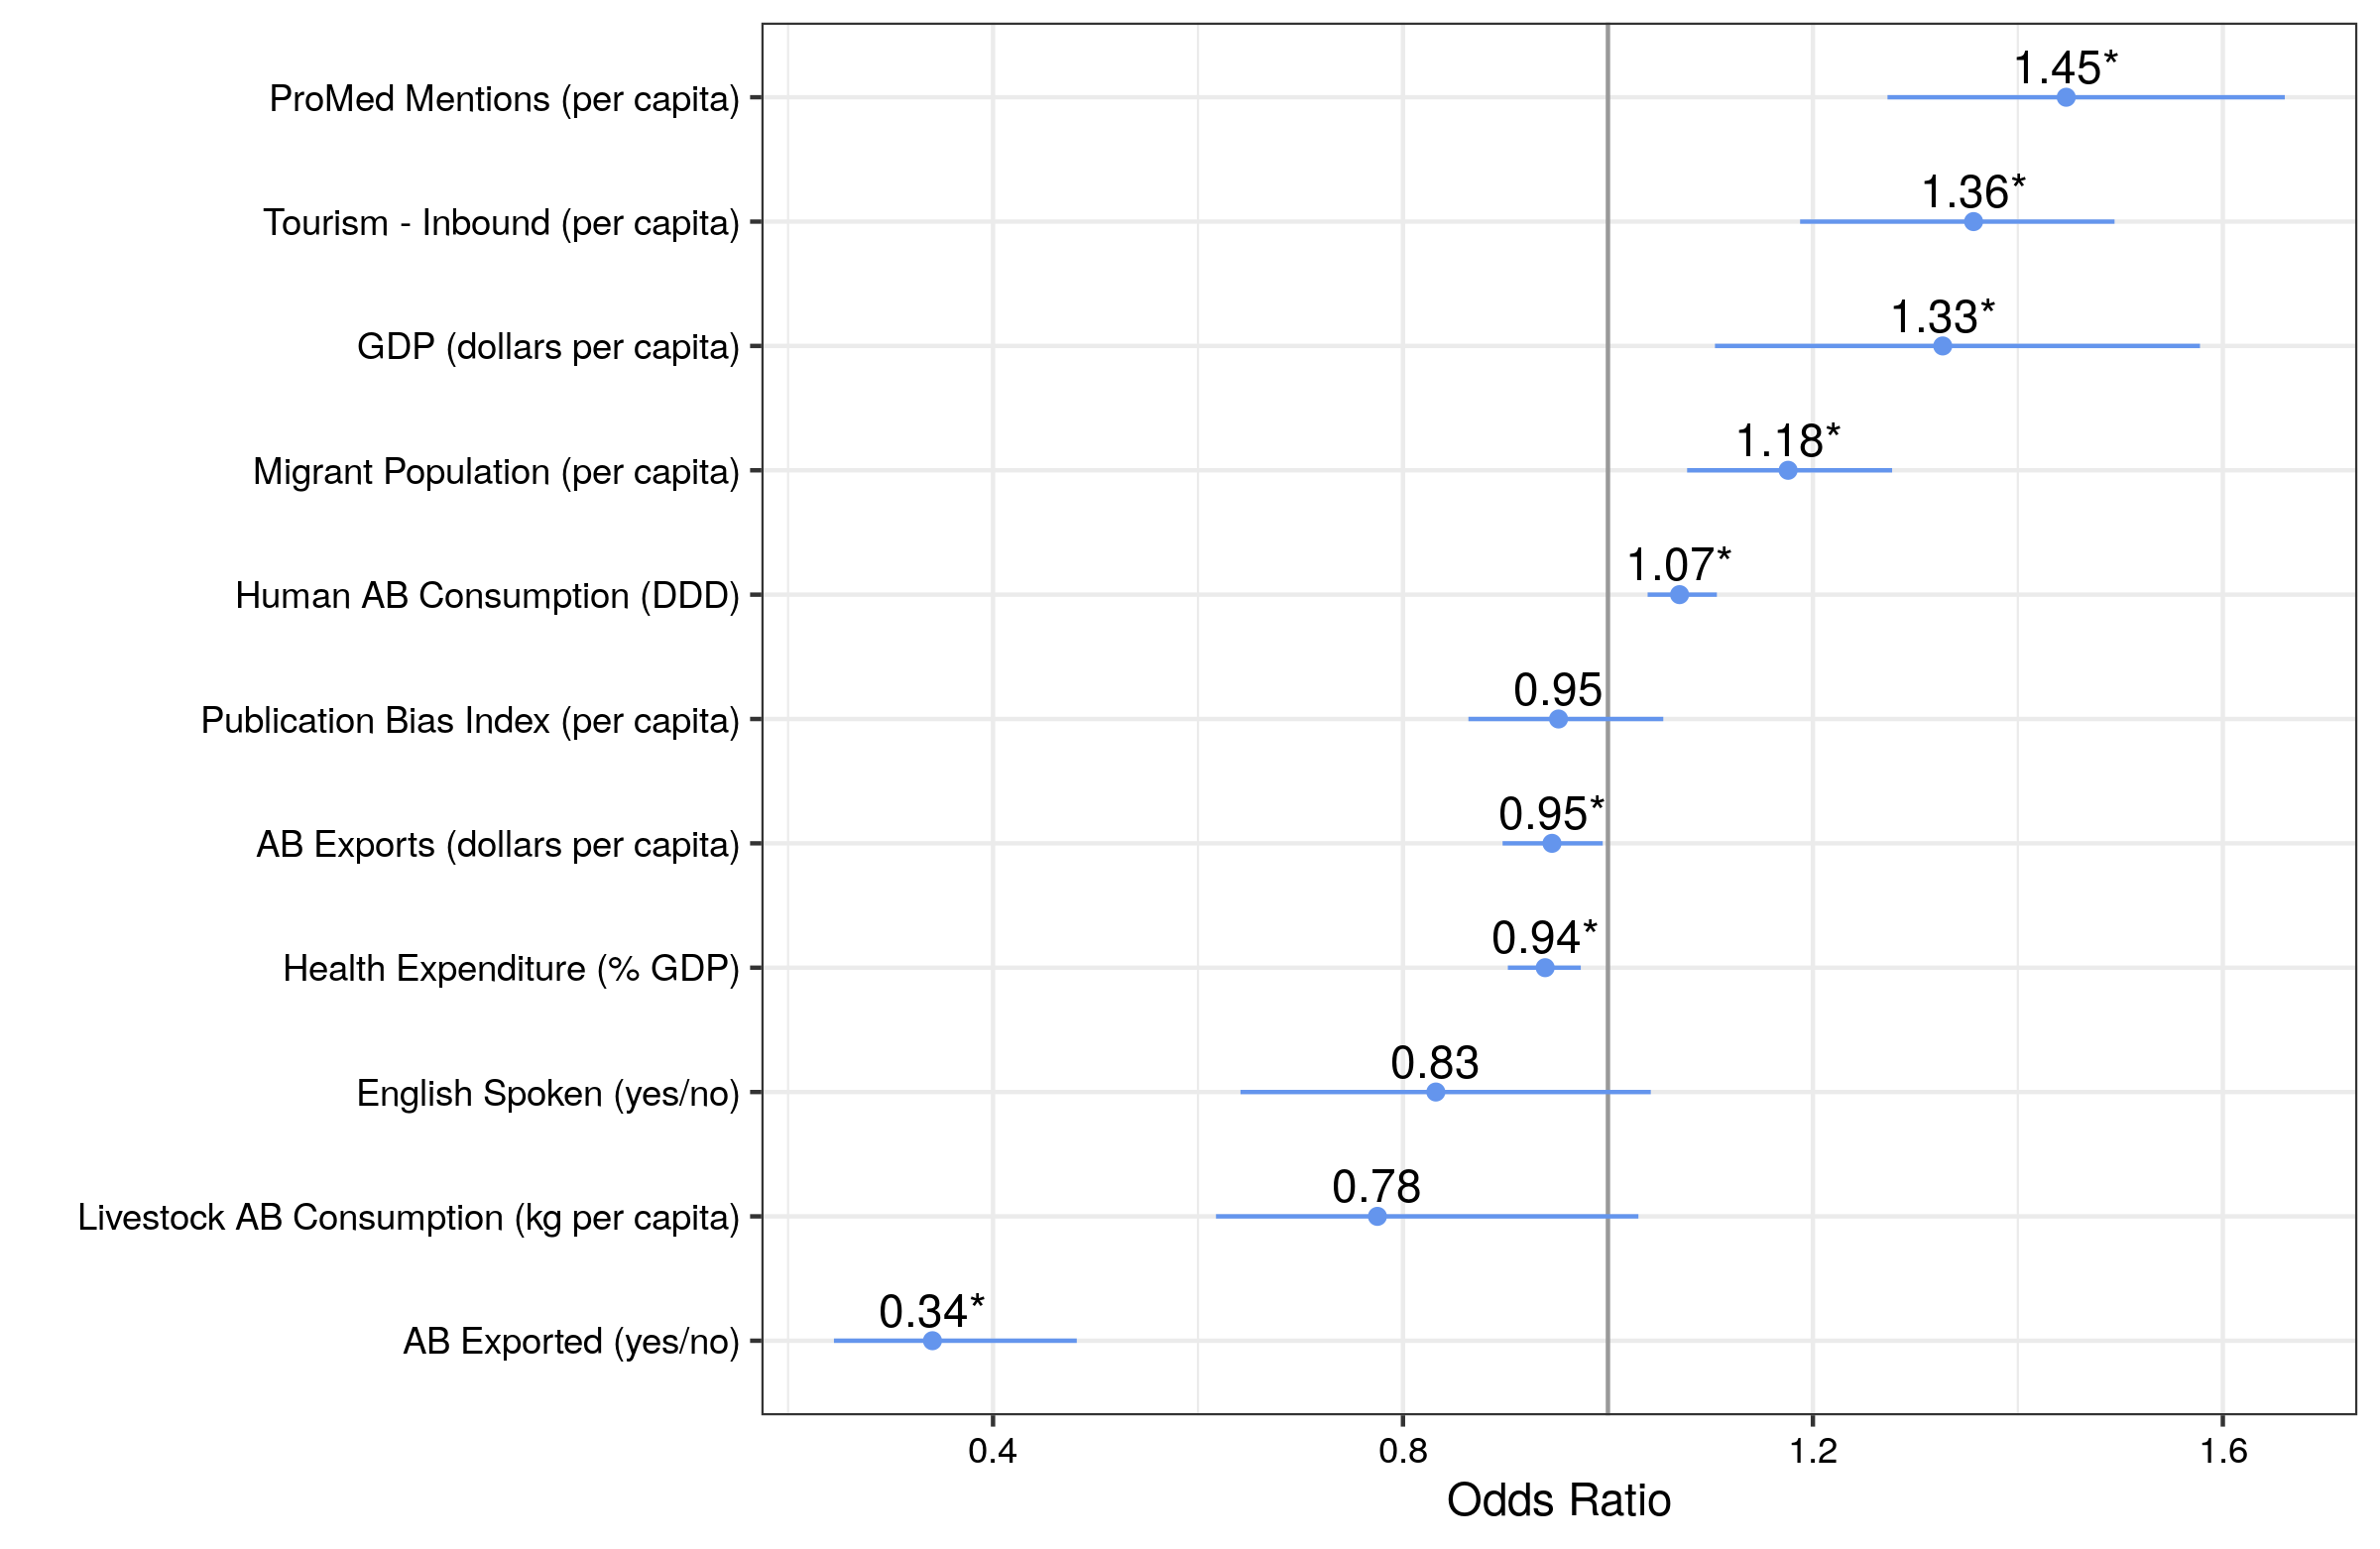 1.45*
ProMed Mentions (per capita)
1.36*
Tourism - Inbound (per capita)
1.33*
GDP (dollars per capita)
1.18*
Migrant Population (per capita)
1.07*
Human AB Consumption (DDD)
0.95
Publication Bias Index (per capita)
0.95*
AB Exports (dollars per capita)
0.94*
Health Expenditure (% GDP)
0.83
English Spoken (yes/no)
0.78
Livestock AB Consumption (kg per capita)
0.34*
AB Exported (yes/no)
0.4 0.8 1.2 1.6
Odds Ratio